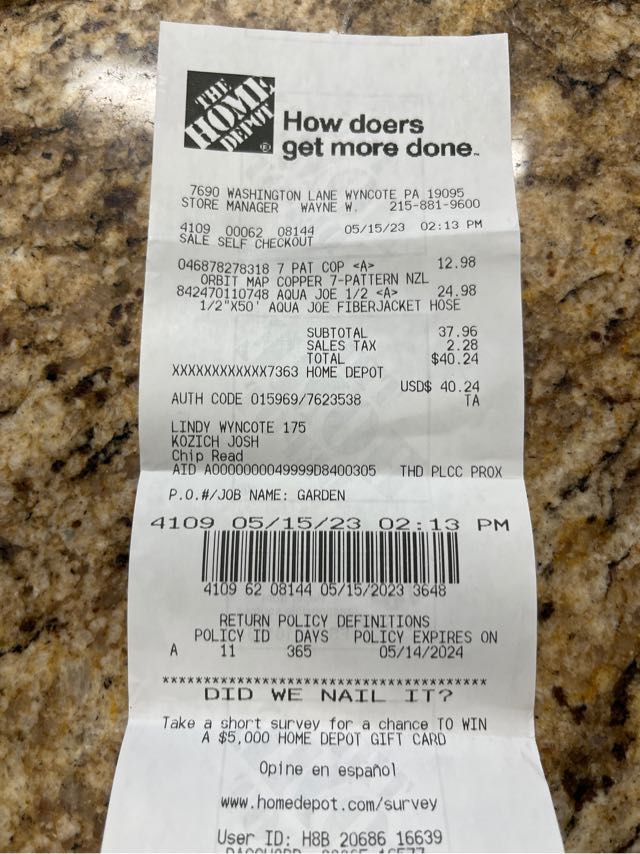 THE
HOME
DEPOT
®
How doers
get more done™
7690 WASHINGTON LANE WYNCOTE PA 19095
STORE MANAGER WAYNE W. 215-881-9600
4109 00062 08144 05/15/23 02:13 PM
SALE SELF CHECKOUT
046878278318 7 PAT COP <A> 12.98
ORBIT MAP COPPER 7-PATTERN NZL
842470110748 AQUA JOE 1/2 <A> 24.98
1/2"X50' AQUA JOE FIBERJACKET HOSE
SUBTOTAL 37.96
SALES TAX 2.28
TOTAL $40.24
XXXXXXXXXXXX7363 HOME DEPOT
USD$ 40.24
AUTH CODE 015969/7623538 TA
LINDY WYNCOTE 175
KOZICH JOSH
Chip Read
AID A0000000049999D8400305 THD PLCC PROX
P.O.#/JOB NAME: GARDEN
4109 05/15/23 02:13 PM
4109 62 08144 05/15/2023 3648
RETURN POLICY DEFINITIONS
POLICY ID DAYS POLICY EXPIRES ON
A 11 365 05/14/2024
************************************************
DID WE NAIL IT?
Take a short survey for a chance TO WIN
A $5,000 HOME DEPOT GIFT CARD
Opine en español
www.homedepot.com/survey
User ID: H8B 20686 16639